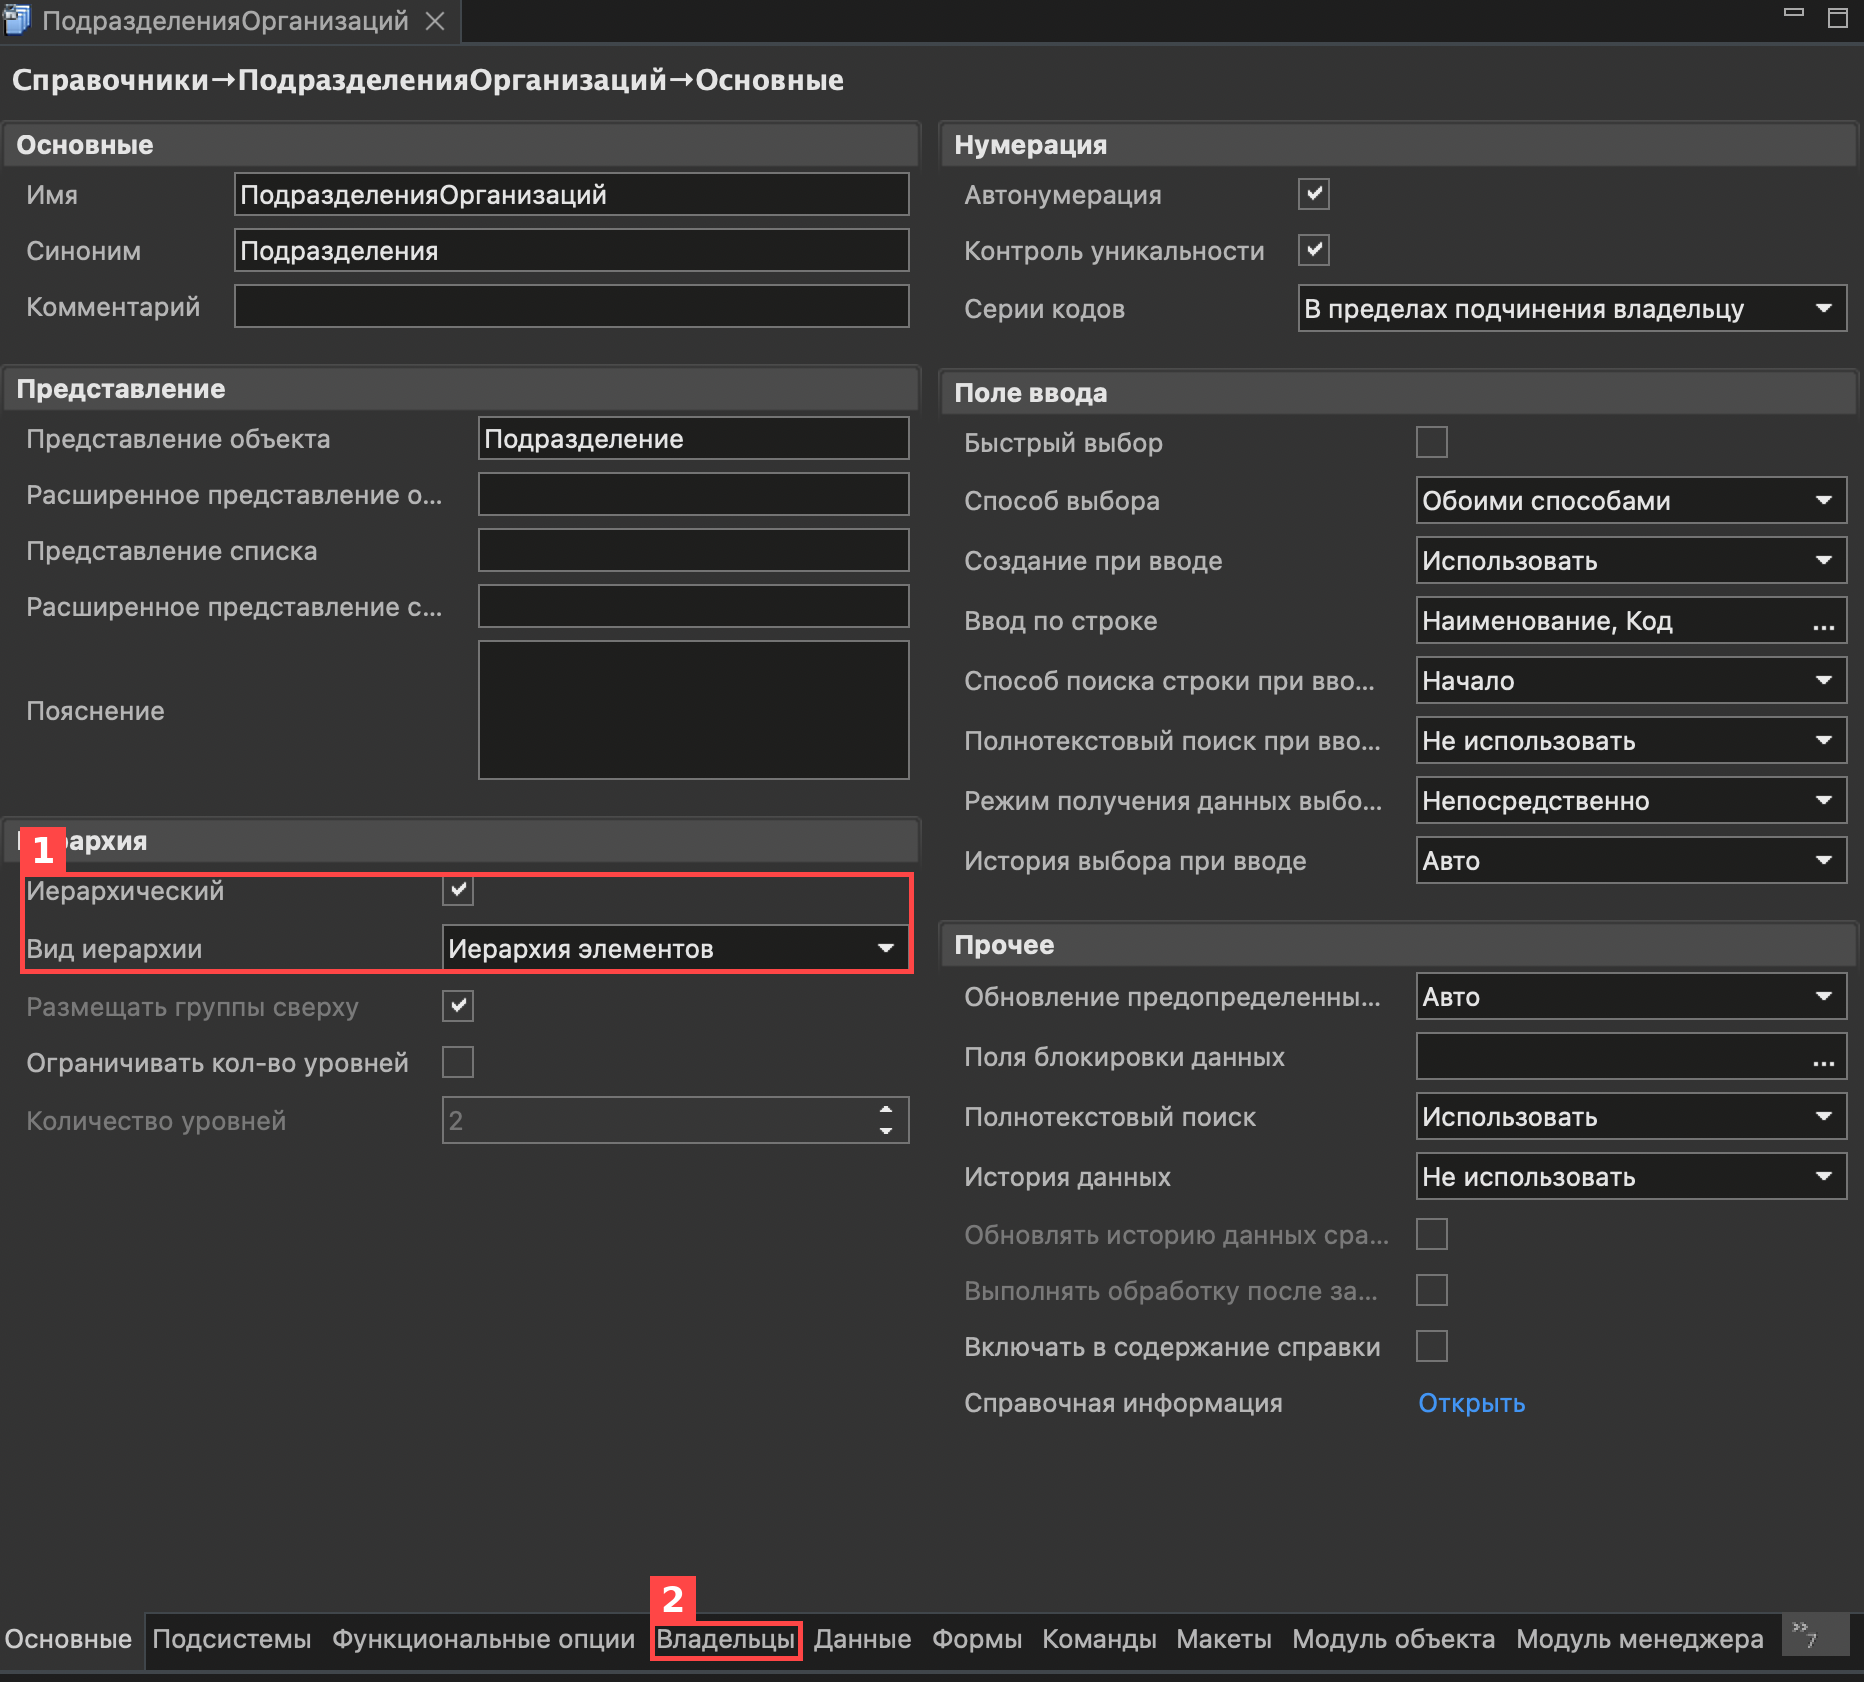 ПодразделенияОрганизаций
Справочники→ПодразделенияОрганизаций→Основные
Основные
Имя ПодразделенияОрганизаций
Синоним Подразделения
Комментарий
Представление
Представление объекта Подразделение
Расширенное представление о...
Представление списка
Расширенное представление с...
Пояснение
1
архия
Иерархический
Вид иерархии Иерархия элементов
Размещать группы сверху
Ограничивать кол-во уровней
Количество уровней 2
Нумерация
Автонумерация
Контроль уникальности
Серии кодов В пределах подчинения владельцу
Поле ввода
Быстрый выбор
Способ выбора Обоими способами
Создание при вводе Использовать
Ввод по строке Наименование, Код ...
Способ поиска строки при вво... Начало
Полнотекстовый поиск при вво... Не использовать
Режим получения данных выбо... Непосредственно
История выбора при вводе Авто
Прочее
Обновление предопределенны... Авто
Поля блокировки данных ...
Полнотекстовый поиск Использовать
История данных Не использовать
Обновлять историю данных сра...
Выполнять обработку после за...
Включать в содержание справки
Справочная информация Открыть
2
Основные Подсистемы Функциональные опции Владельцы Данные Формы Команды Макеты Модуль объекта Модуль менеджера »7